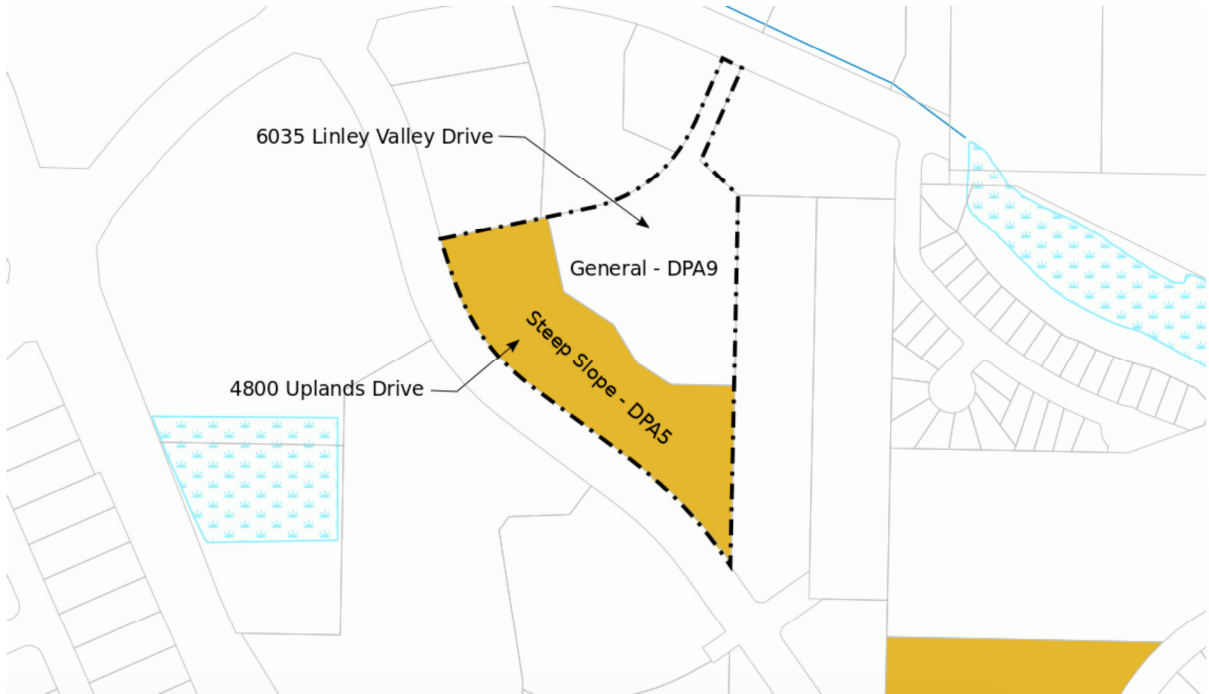 6035 Linley Valley Drive
General - DPA9
Steep Slope - DPA5
4800 Uplands Drive